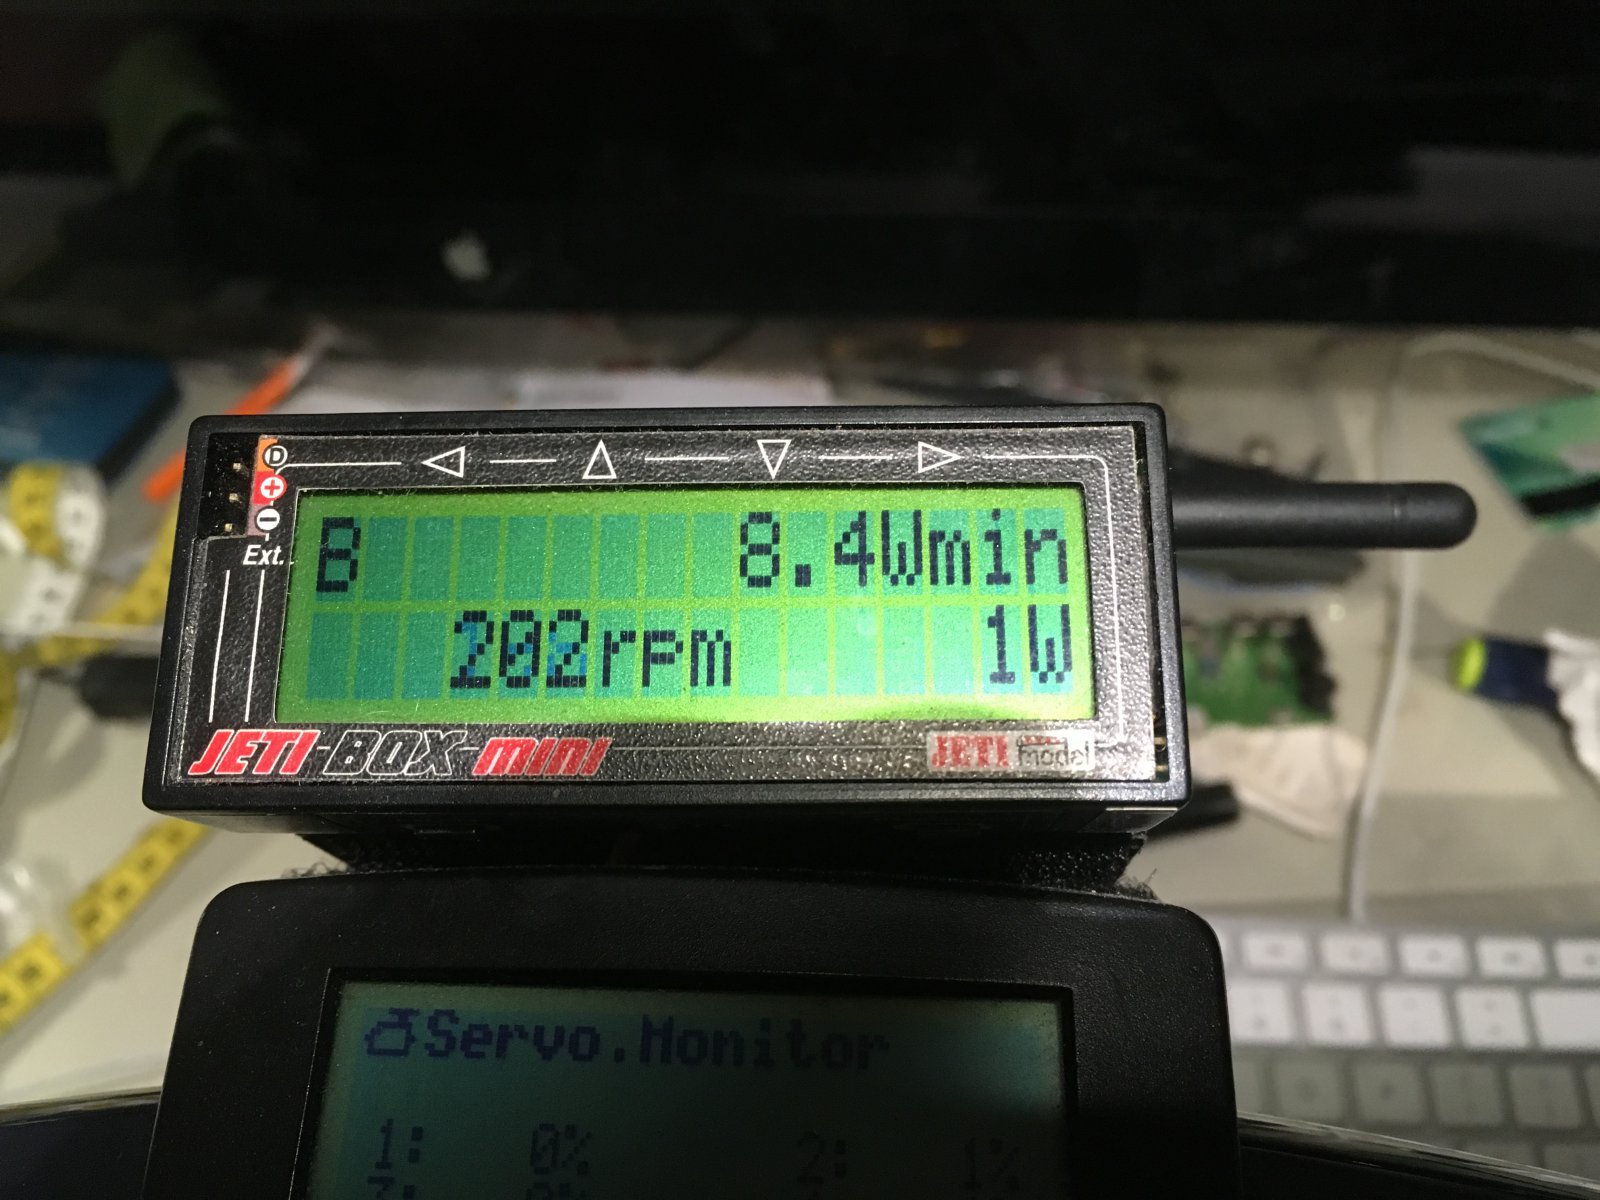 D
+
−
Ext.
B 8.4Wmin
202rpm 1W
JETI-BOX-MINI
JETI model
Servo.Monitor
1: 0% 2: 1%